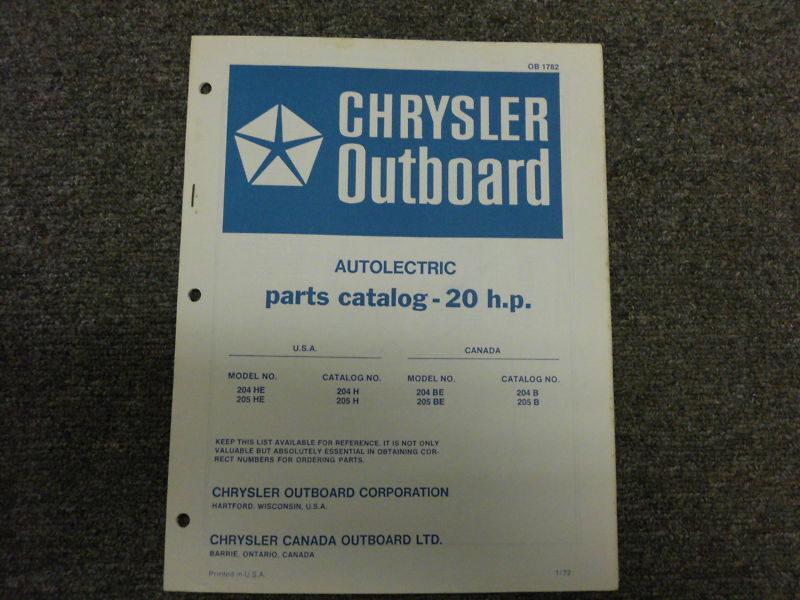 OB 1782
CHRYSLER
Outboard
AUTOLECTRIC
parts catalog - 20 h.p.
U.S.A. CANADA
MODEL NO. CATALOG NO. MODEL NO. CATALOG NO.
204 HE 204 H 204 BE 204 B
205 HE 205 H 205 BE 205 B
KEEP THIS LIST AVAILABLE FOR REFERENCE. IT IS NOT ONLY
VALUABLE BUT ABSOLUTELY ESSENTIAL IN OBTAINING COR-
RECT NUMBERS FOR ORDERING PARTS.
CHRYSLER OUTBOARD CORPORATION
HARTFORD, WISCONSIN, U.S.A.
CHRYSLER CANADA OUTBOARD LTD.
BARRIE, ONTARIO, CANADA
Printed in U.S.A. 1/72